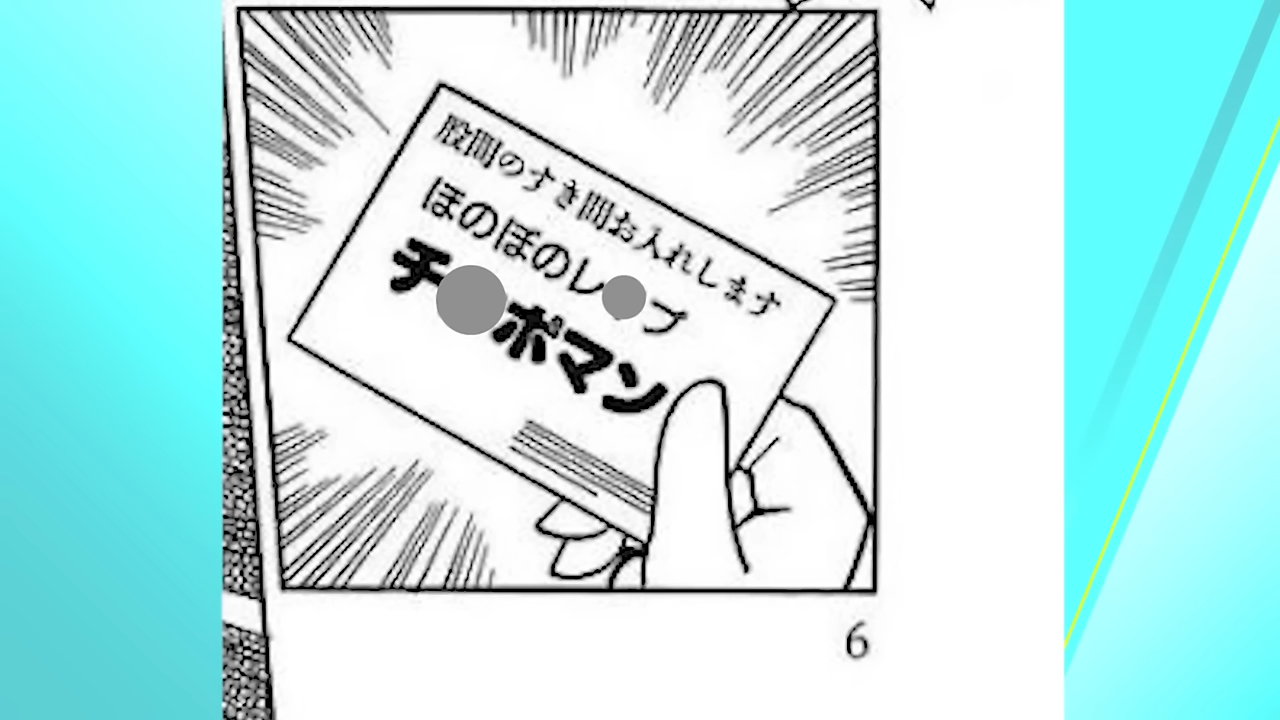 股間のすき間お入れします
ほのぼのレ●プ
チ●●ポマン
6